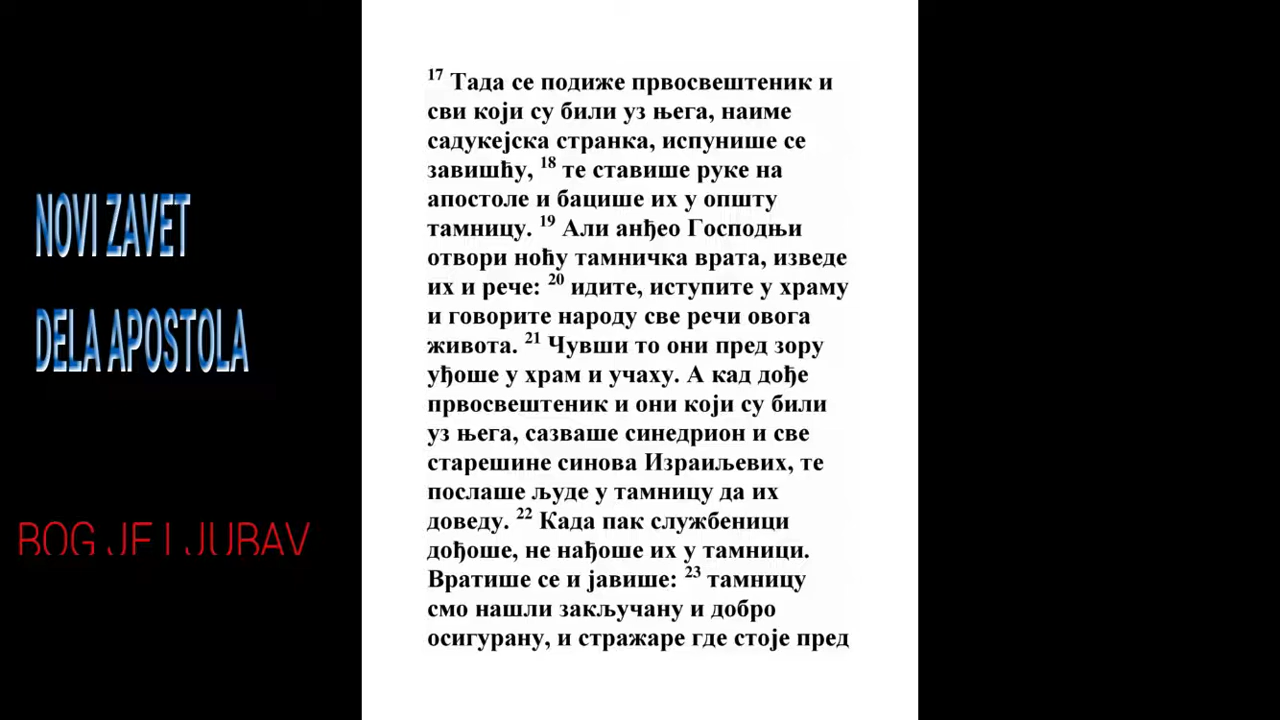 NOVI ZAVET
DELA APOSTOLA
BOG JE LJUBAV
17 Тада се подиже првосвештеник и
сви који су били уз њега, наиме
садукејска странка, испунише се
завишћу, 18 те ставише руке на
апостоле и бацише их у општу
тамницу. 19 Али анђео Господњи
отвори ноћу тамничка врата, изведе
их и рече: 20 идите, иступите у храму
и говорите народу све речи овога
живота. 21 Чувши то они пред зору
уђоше у храм и учаху. А кад дође
првосвештеник и они који су били
уз њега, сазваше синедрион и све
старешине синова Израиљевих, те
послаше људе у тамницу да их
доведу. 22 Када пак службеници
дођоше, не нађоше их у тамници.
Вратише се и јавише: 23 тамницу
смо нашли закључану и добро
осигурану, и стражаре где стоје пред